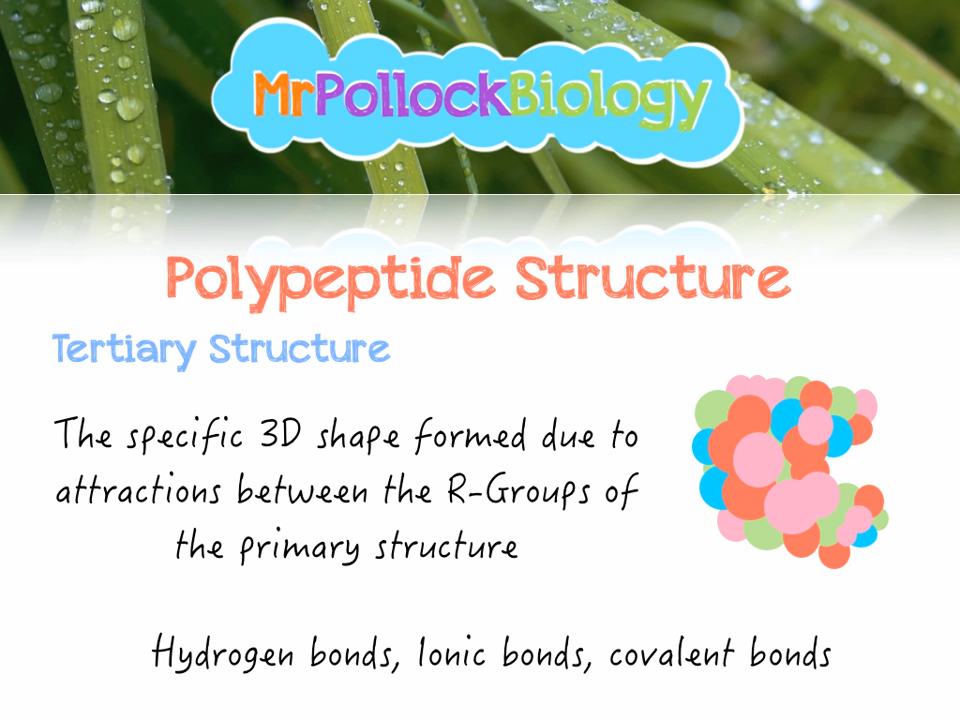 MrPollockBiology
Polypeptide Structure
Tertiary Structure
The specific 3D shape formed due to
attractions between the R-Groups of
the primary structure
Hydrogen bonds, Ionic bonds, covalent bonds